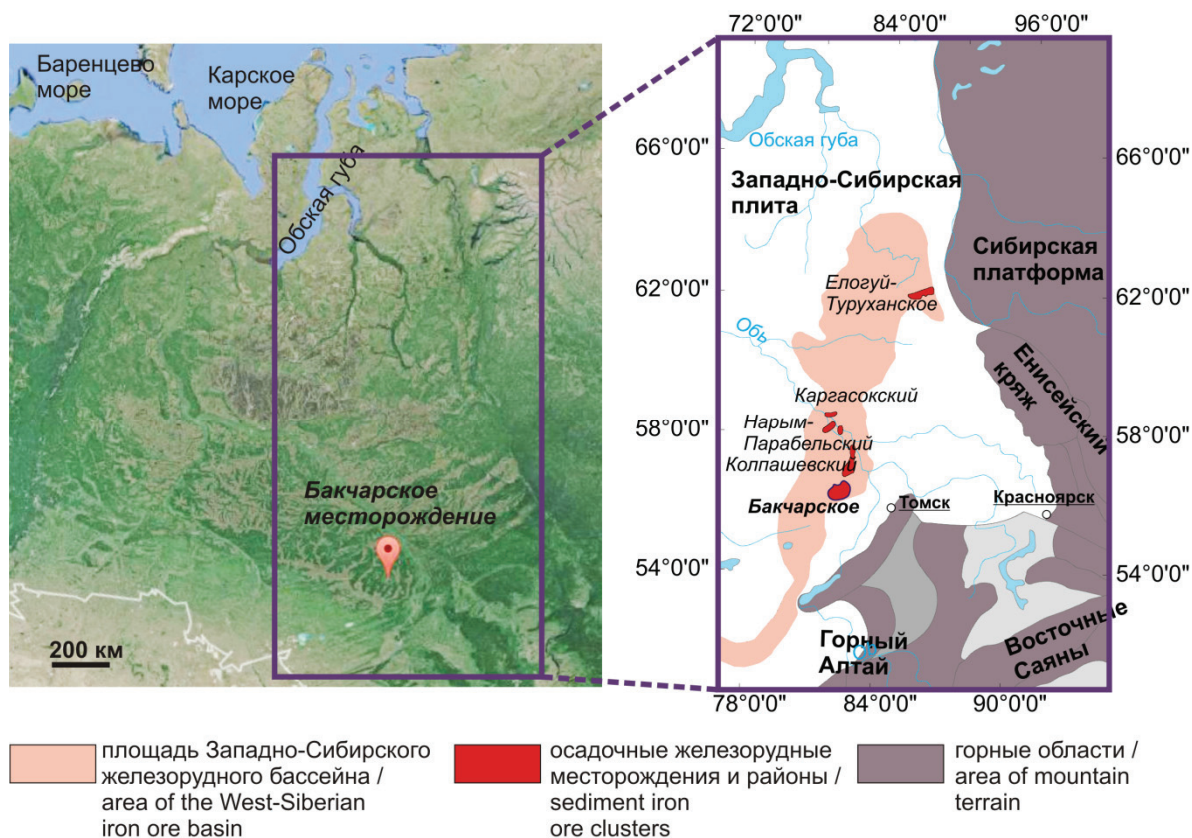 Баренцево
море
Карское
море
Обская губа
Бакчарское
месторождение
200 км
72°0'0"
84°0'0"
96°0'0"
66°0'0"
66°0'0"
Обская губа
Западно-Сибирская
плита
Сибирская
платформа
62°0'0"
62°0'0"
Елогуй-
Туруханское
Обь
Енисейский
кряж
Каргасокский
58°0'0"
58°0'0"
Нарым-
Парабельский
Колпашевский
Бакчарское
Томск
Красноярск
54°0'0"
54°0'0"
Горный
Алтай
Восточные
Саяны
78°0'0"
84°0'0"
90°0'0"
площадь Западно-Сибирского
железорудного бассейна /
area of the West-Siberian
iron ore basin
осадочные железорудные
месторождения и районы /
sediment iron
ore clusters
горные области /
area of mountain
terrain